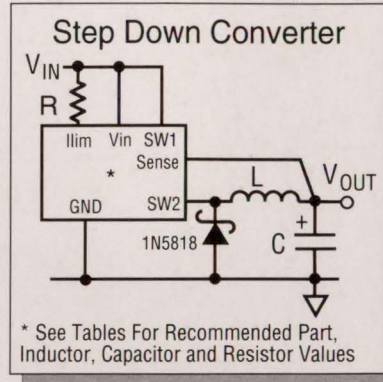 Step Down Converter
VIN
R
Ilim Vin SW1
Sense
*
GND SW2
L
VOUT
1N5818
+
C
* See Tables For Recommended Part,
Inductor, Capacitor and Resistor Values